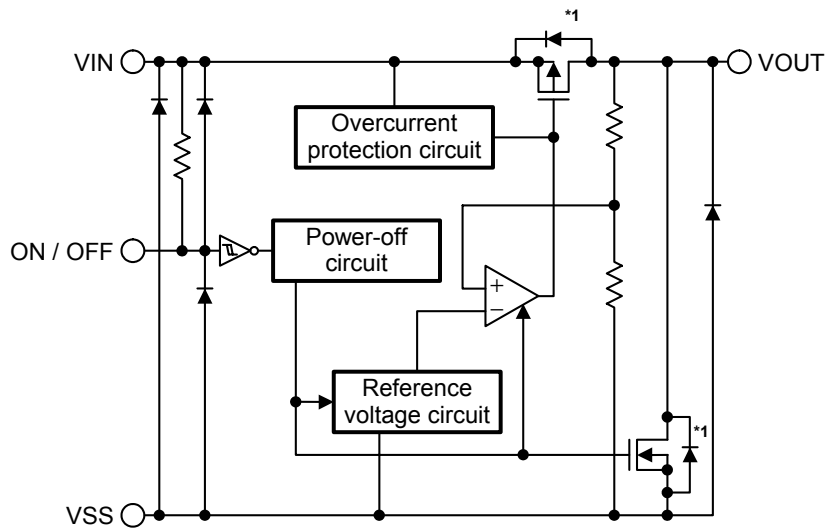 *1
VIN
VOUT
Overcurrent
protection circuit
ON / OFF
Power-off
circuit
+
−
Reference
voltage circuit
*1
VSS